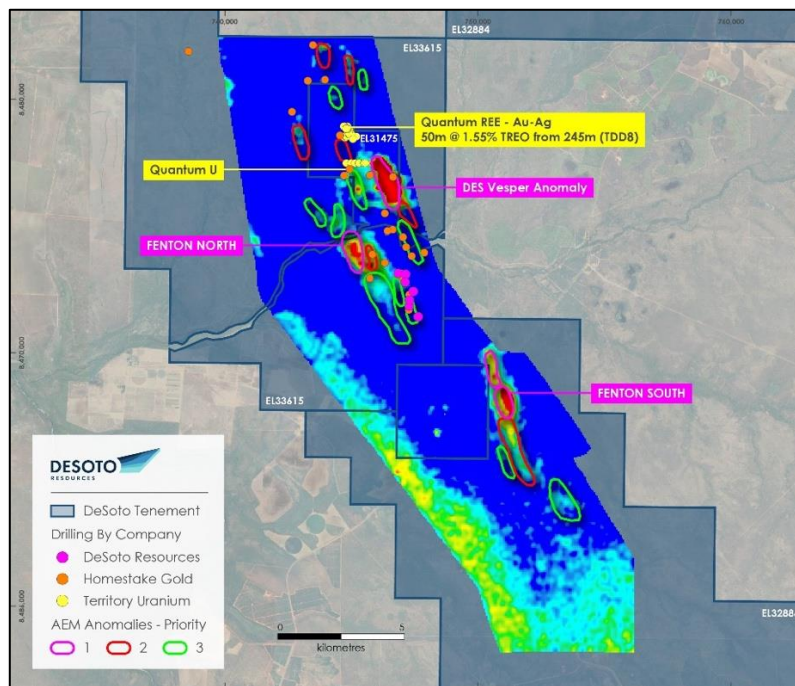 740,000
750,000
760,000
EL32884
EL33615
8,480,000
Quantum REE - Au-Ag
50m @ 1.55% TREO from 245m (TDD8)
EL31475
Quantum U
DES Vesper Anomaly
FENTON NORTH
8,470,000
FENTON SOUTH
EL33615
DESOTO
RESOURCES
DeSoto Tenement
Drilling By Company
DeSoto Resources
Homestake Gold
Territory Uranium
AEM Anomalies - Priority
1 2 3
0 5
kilometres
EL3288